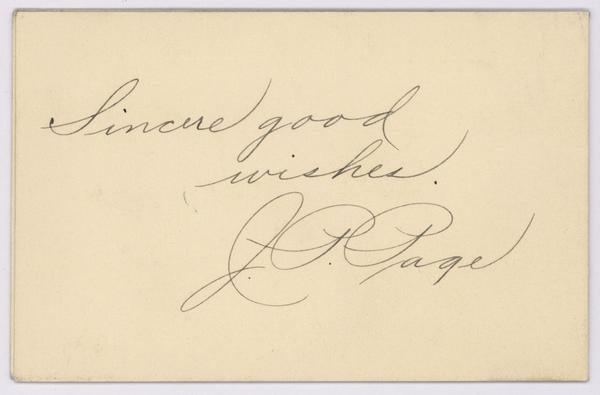 Sincere good
wishes.
J. P. Page